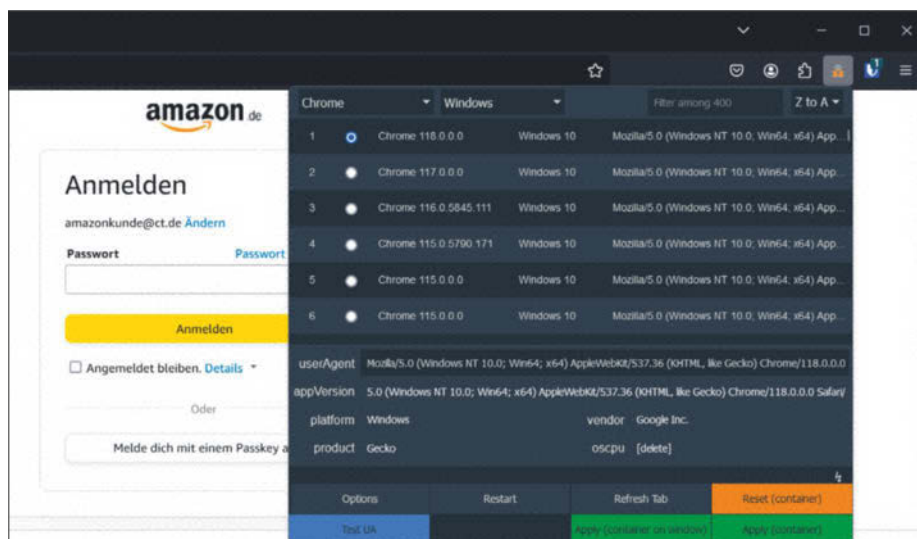 amazon.de
Anmelden
amazonkunde@ct.de Ändern
Passwort Passwort
Anmelden
Angemeldet bleiben. Details
Oder
Melde dich mit einem Passkey a
1
Chrome Windows Filter among 400 Z to A
1 Chrome 118.0.0.0 Windows 10 Mozilla/5.0 (Windows NT 10.0; Win64; x64) App...
2 Chrome 117.0.0.0 Windows 10 Mozilla/5.0 (Windows NT 10.0; Win64; x64) App...
3 Chrome 116.0.5845.111 Windows 10 Mozilla/5.0 (Windows NT 10.0; Win64; x64) App...
4 Chrome 115.0.5790.171 Windows 10 Mozilla/5.0 (Windows NT 10.0; Win64; x64) App...
5 Chrome 115.0.0.0 Windows 10 Mozilla/5.0 (Windows NT 10.0; Win64; x64) App...
6 Chrome 115.0.0.0 Windows 10 Mozilla/5.0 (Windows NT 10.0; Win64; x64) App...
userAgent Mozilla/5.0 (Windows NT 10.0; Win64; x64) AppleWebKit/537.36 (KHTML, like Gecko) Chrome/118.0.0.0
appVersion 5.0 (Windows NT 10.0; Win64; x64) AppleWebKit/537.36 (KHTML, like Gecko) Chrome/118.0.0.0 Safari/
platform Windows vendor Google Inc.
product Gecko oscpu [delete]
Options Restart Refresh Tab Reset (container)
Test UA Apply (container on window) Apply (container)